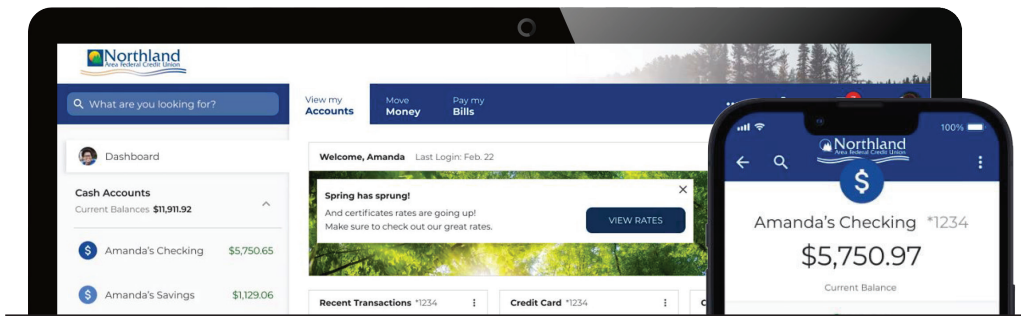 Northland
Area Federal Credit Union
What are you looking for?
View my
Accounts
Move
Money
Pay my
Bills
Dashboard
Cash Accounts
Current Balances $11,911.92
Amanda's Checking $5,750.65
Amanda's Savings $1,129.06
Welcome, Amanda Last Login: Feb. 22
Spring has sprung!
And certificates rates are going up!
Make sure to check out our great rates.
VIEW RATES
Recent Transactions *1234
Credit Card *1234
100%
Northland
Area Federal Credit Union
$
Amanda's Checking *1234
$5,750.97
Current Balance